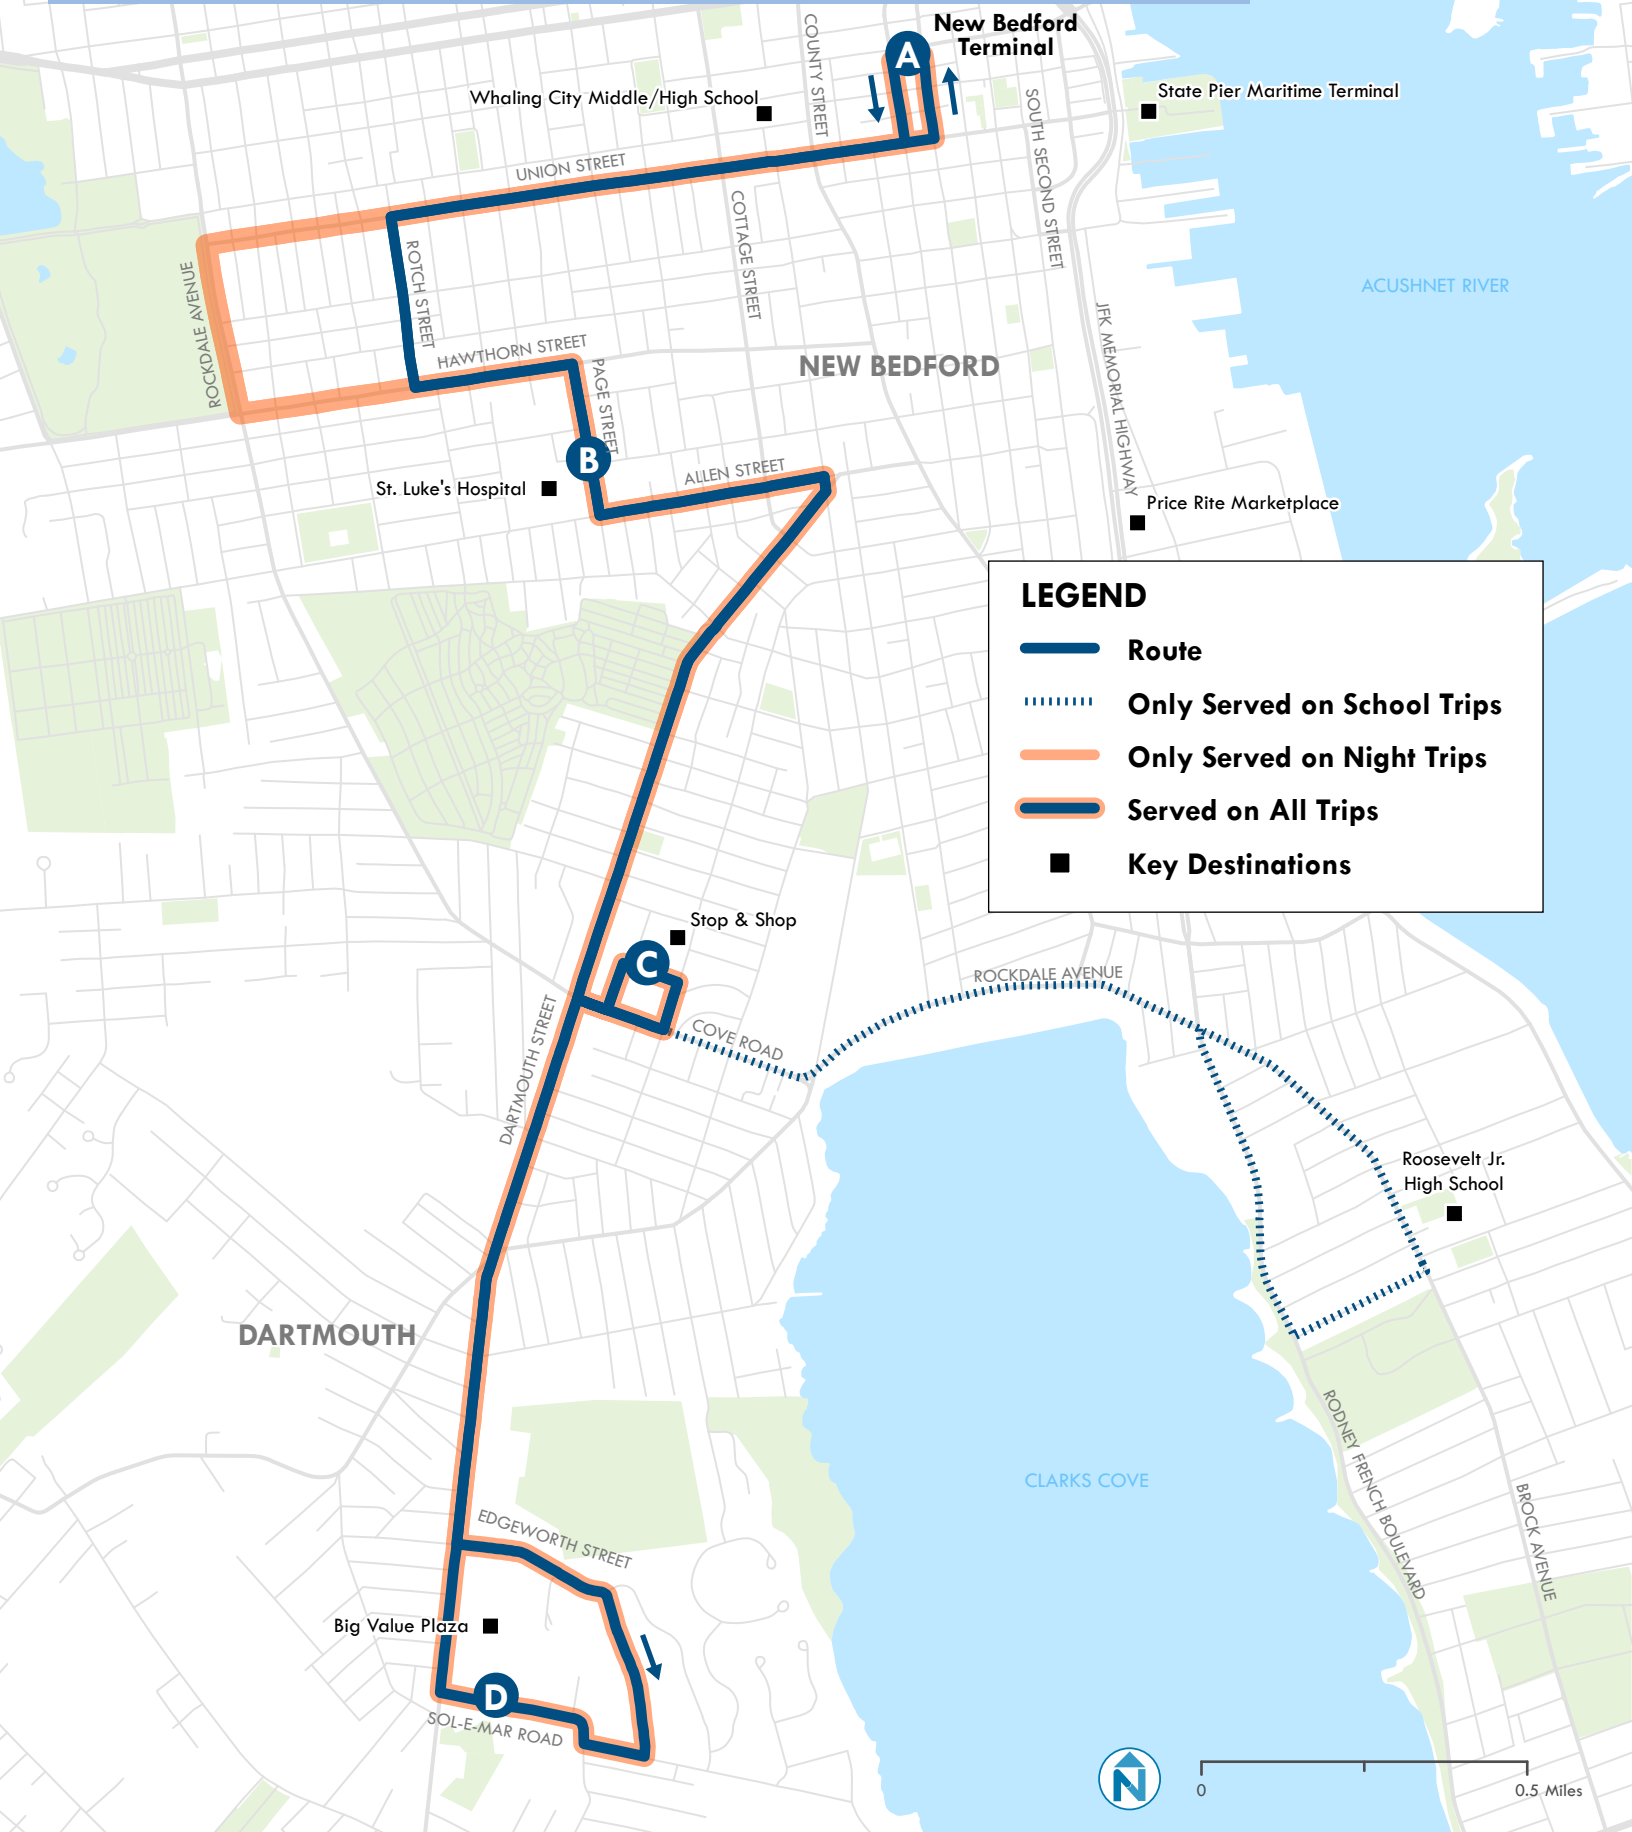 New Bedford
Terminal
A
COUNTY STREET
Whaling City Middle/High School
State Pier Maritime Terminal
SOUTH SECOND STREET
UNION STREET
COTTAGE STREET
ROTCH STREET
ROCKDALE AVENUE
ACUSHNET RIVER
JFK MEMORIAL HIGHWAY
HAWTHORN STREET
PAGE STREET
NEW BEDFORD
B
ALLEN STREET
St. Luke's Hospital
Price Rite Marketplace
LEGEND
Route
Only Served on School Trips
Only Served on Night Trips
Served on All Trips
Key Destinations
Stop & Shop
C
ROCKDALE AVENUE
COVE ROAD
DARTMOUTH STREET
Roosevelt Jr.
High School
DARTMOUTH
CLARKS COVE
RODNEY FRENCH BOULEVARD
BROCK AVENUE
EDGEWORTH STREET
Big Value Plaza
D
SOL-E-MAR ROAD
N
0
0.5 Miles